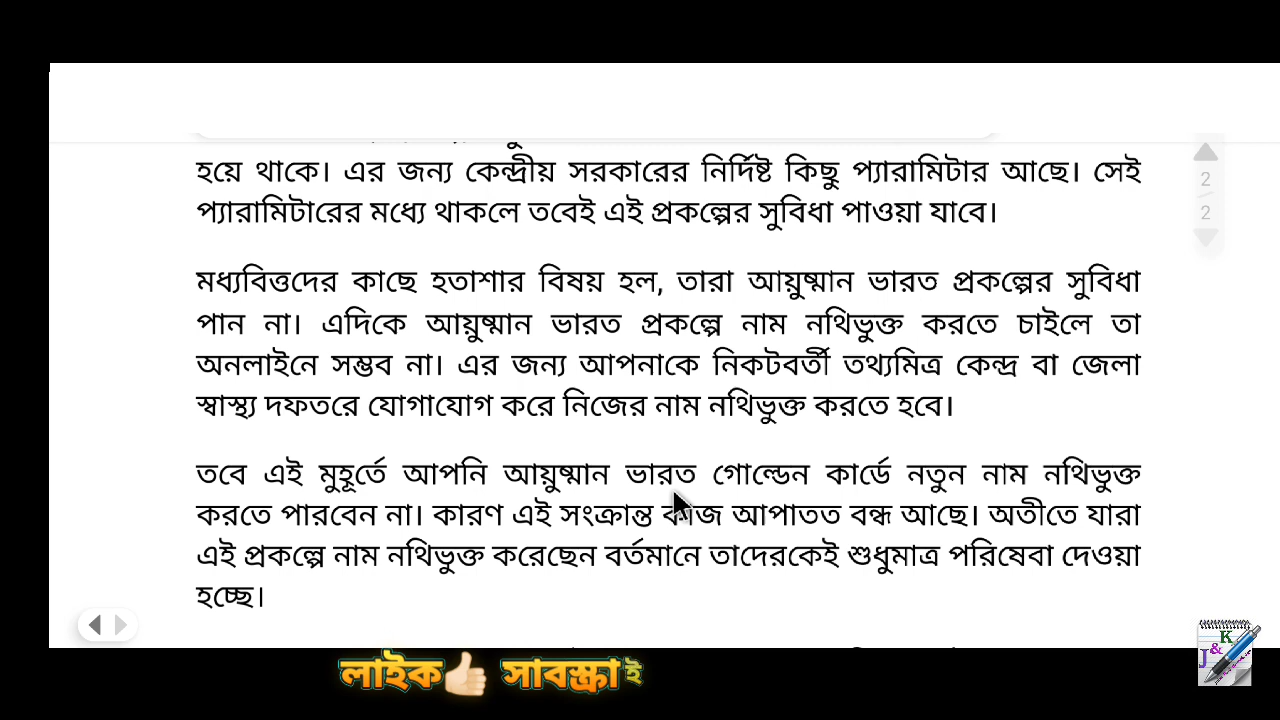 হয়ে থাকে। এর জন্য কেন্দ্রীয় সরকারের নির্দিষ্ট কিছু প্যারামিটার আছে। সেই
প্যারামিটারের মধ্যে থাকলে তবেই এই প্রকল্পের সুবিধা পাওয়া যাবে।
মধ্যবিত্তদের কাছে হতাশার বিষয় হল, তারা আয়ুষ্মান ভারত প্রকল্পের সুবিধা
পান না। এদিকে আয়ুষ্মান ভারত প্রকল্পে নাম নথিভুক্ত করতে চাইলে তা
অনলাইনে সম্ভব না। এর জন্য আপনাকে নিকটবর্তী তথ্যমিত্র কেন্দ্র বা জেলা
স্বাস্থ্য দফতরে যোগাযোগ করে নিজের নাম নথিভুক্ত করতে হবে।
তবে এই মুহূর্তে আপনি আয়ুষ্মান ভারত গোল্ডেন কার্ডে নতুন নাম নথিভুক্ত
করতে পারবেন না। কারণ এই সংক্রান্ত কাজ আপাতত বন্ধ আছে। অতীতে যারা
এই প্রকল্পে নাম নথিভুক্ত করেছেন বর্তমানে তাদেরকেই শুধুমাত্র পরিষেবা দেওয়া
হচ্ছে।
2
2
J&K
লাইক সাবস্ক্রাই